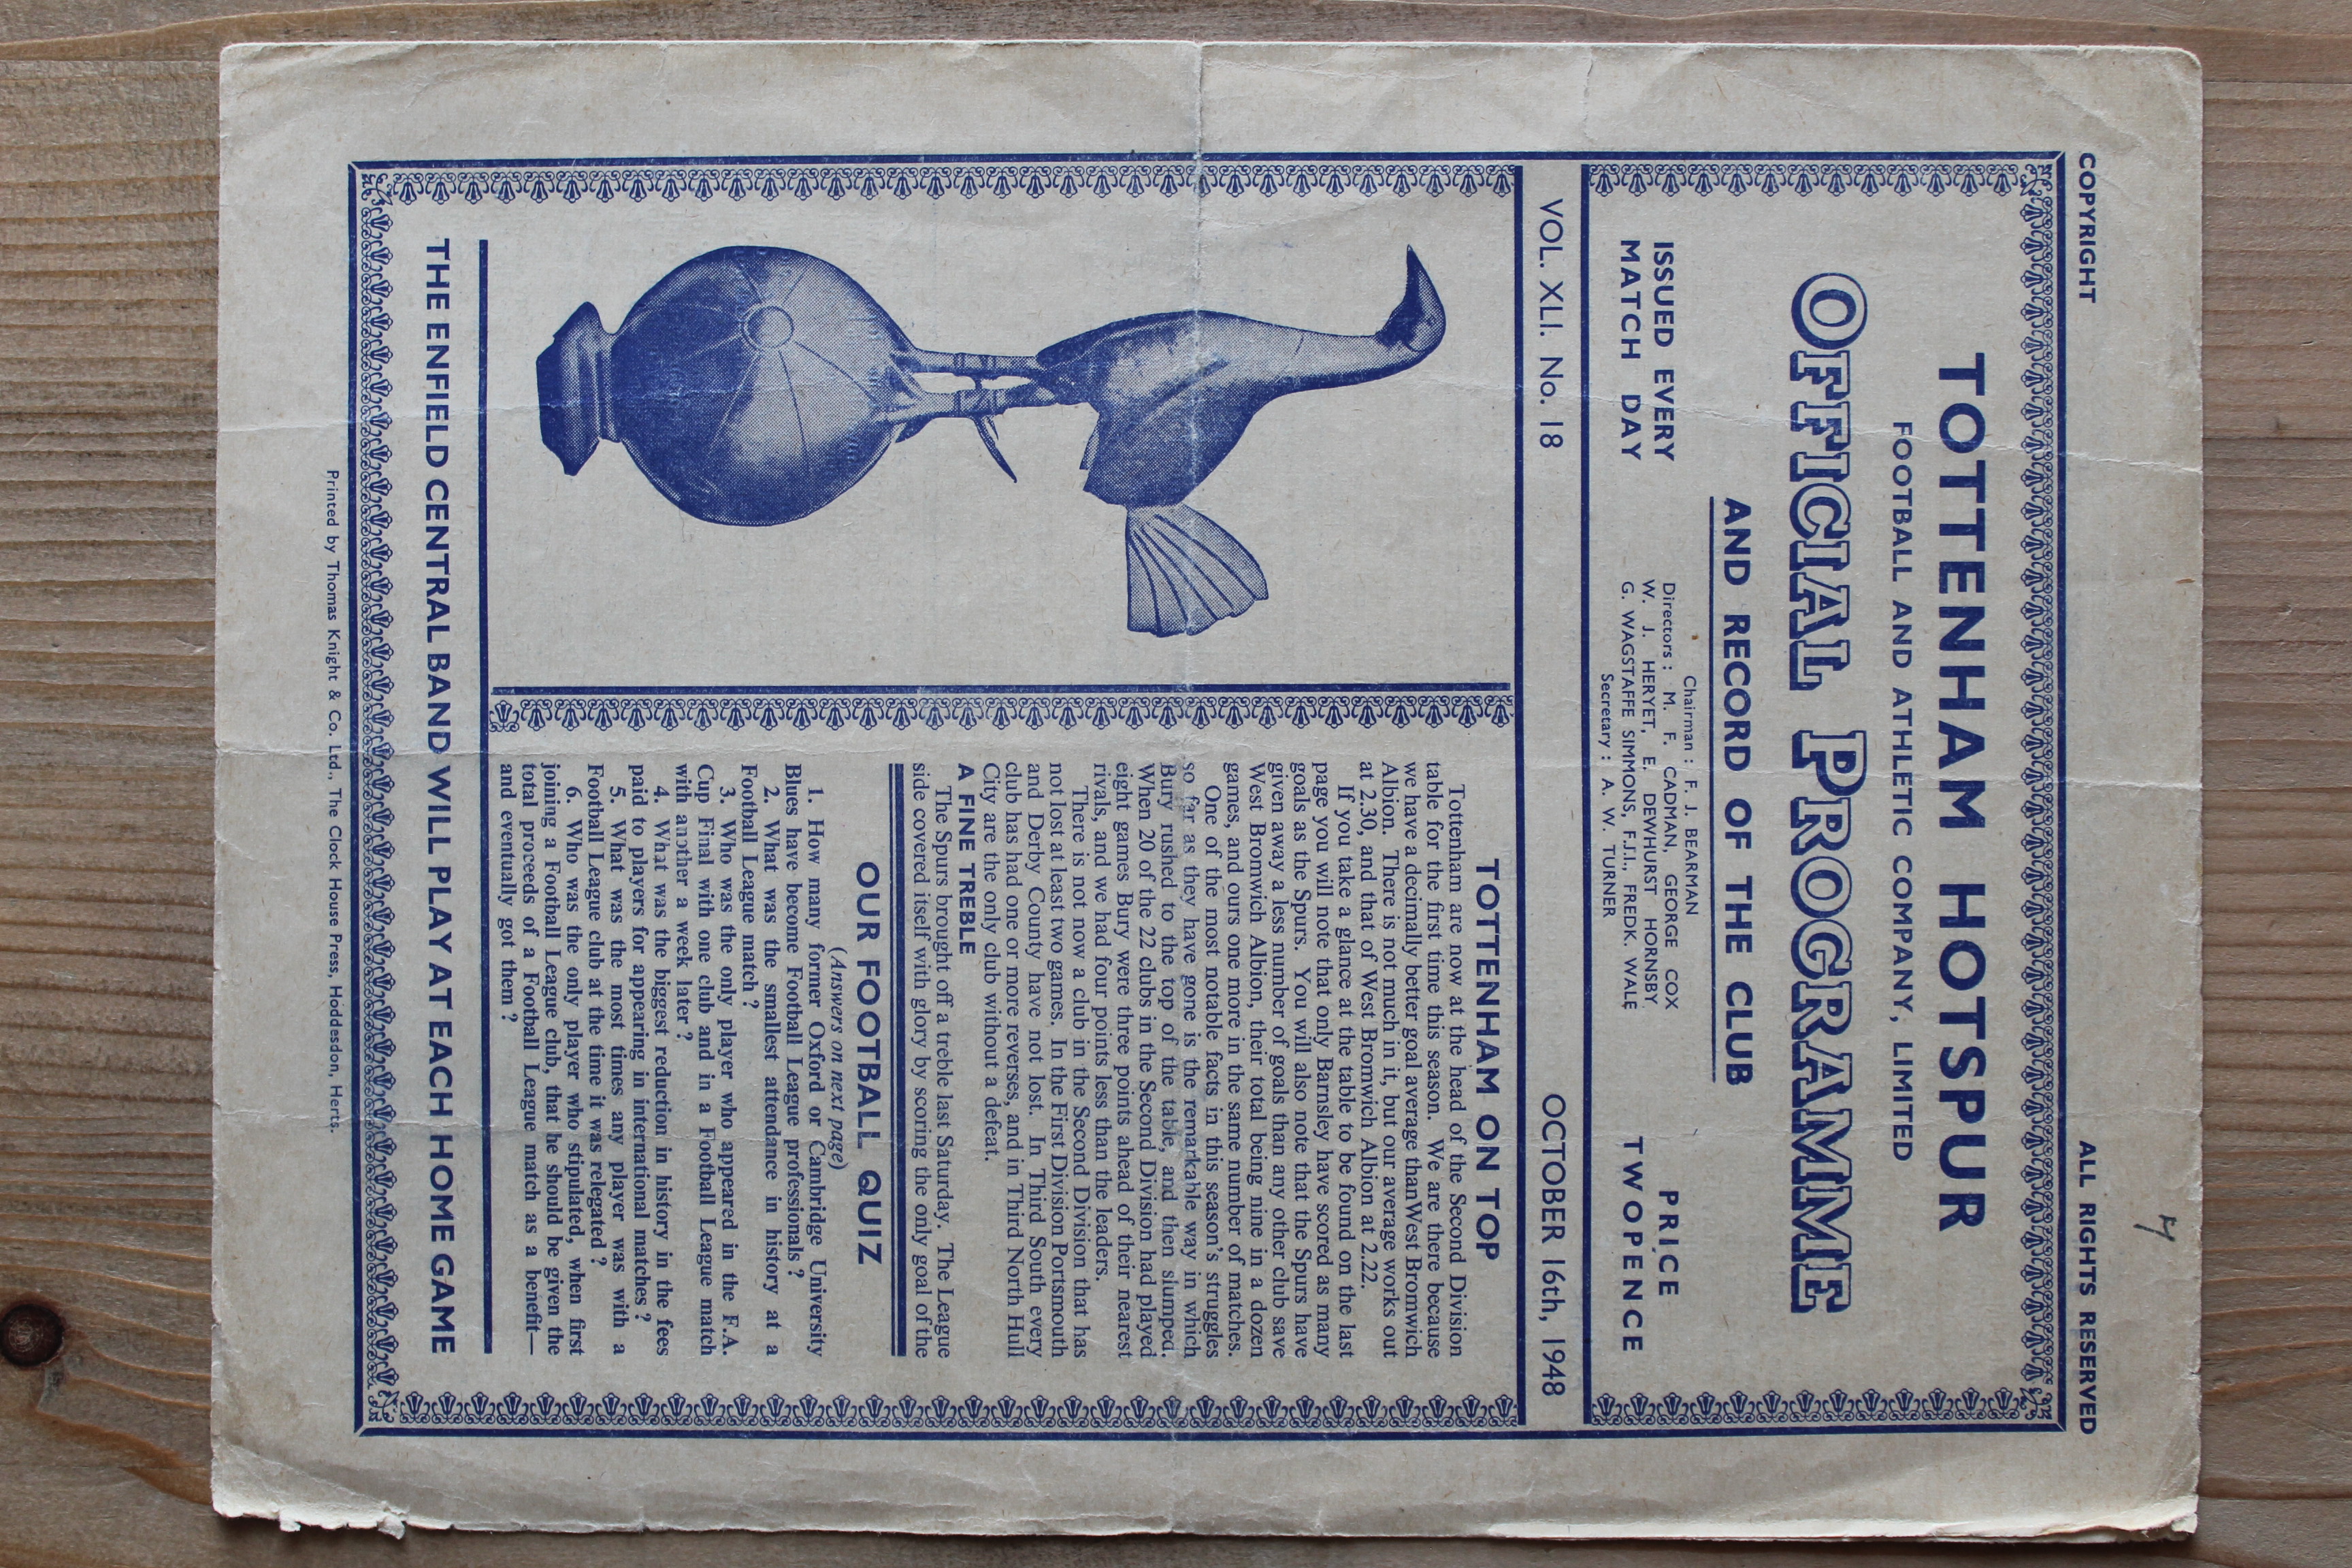 COPYRIGHT ALL RIGHTS RESERVED
TOTTENHAM HOTSPUR
FOOTBALL AND ATHLETIC COMPANY, LIMITED
OFFICIAL PROGRAMME
AND RECORD OF THE CLUB
ISSUED EVERY
MATCH DAY
Chairman : F. J. BEARMAN
Directors : M. F. CADMAN, GEORGE COX
W. J. HERYET, E. DEWHURST HORNSBY
G. WAGSTAFFE SIMMONS, F.J.I., FREDK. WALE
Secretary : A. W. TURNER
PRICE
TWOPENCE
VOL. XLI. No. 18 OCTOBER 16th, 1948
TOTTENHAM ON TOP
Tottenham are now at the head of the Second Division
table for the first time this season. We are there because
we have a decimally better goal average than West Bromwich
Albion. There is not much in it, but our average works out
at 2.30, and that of West Bromwich Albion at 2.22.
If you take a glance at the table to be found on the last
page you will note that only Barnsley have scored as many
goals as the Spurs. You will also note that the Spurs have
given away a less number of goals than any other club save
West Bromwich Albion, their total being nine in a dozen
games, and ours one more in the same number of matches.
One of the most notable facts in this season's struggles
so far as they have gone is the remarkable way in which
Bury rushed to the top of the table, and then slumped.
When 20 of the 22 clubs in the Second Division had played
eight games Bury were three points ahead of their nearest
rivals, and we had four points less than the leaders.
There is not now a club in the Second Division that has
not lost at least two games. In the First Division Portsmouth
and Derby County have not lost. In Third South every
club has had one or more reverses, and in Third North Hull
City are the only club without a defeat.
A FINE TREBLE
The Spurs brought off a treble last Saturday. The League
side covered itself with glory by scoring the only goal of the
OUR FOOTBALL QUIZ
(Answers on next page)
1. How many former Oxford or Cambridge University
Blues have become Football League professionals ?
2. What was the smallest attendance in history at a
Football League match ?
3. Who was the only player who appeared in the F.A.
Cup Final with one club and in a Football League match
with another a week later ?
4. What was the biggest reduction in history in the fees
paid to players for appearing in international matches ?
5. What was the most times any player was with a
Football League club at the time it was relegated ?
6. Who was the only player who stipulated, when first
joining a Football League club, that he should be given the
total proceeds of a Football League match as a benefit—
and eventually got them ?
THE ENFIELD CENTRAL BAND WILL PLAY AT EACH HOME GAME
Printed by Thomas Knight & Co. Ltd., The Clock House Press, Hoddesdon, Herts.